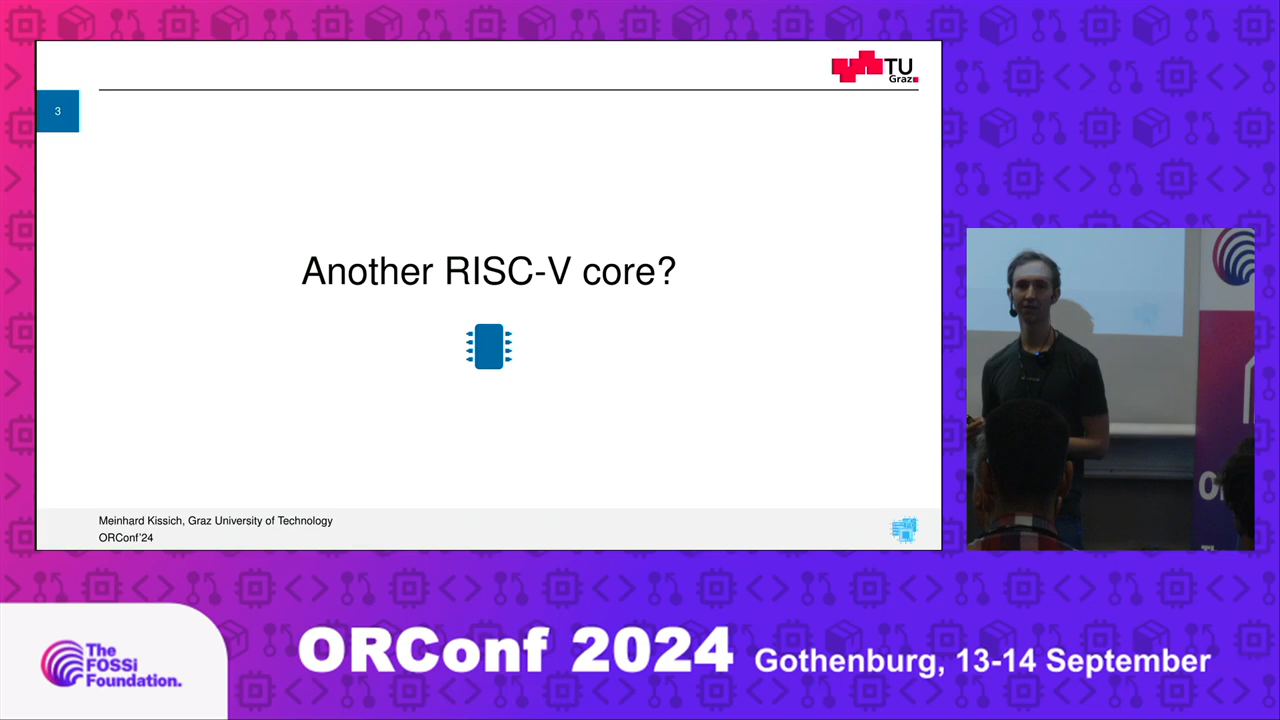 TU
Graz
3
Another RISC-V core?
Meinhard Kissich, Graz University of Technology
ORConf'24
The
FOSSi
Foundation.
ORConf 2024 Gothenburg, 13-14 September